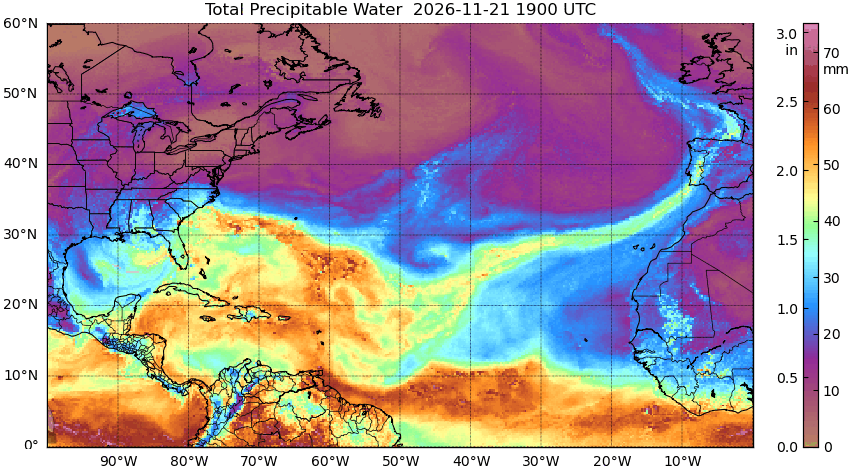 Total Precipitable Water 2026-11-21 1900 UTC
60°N
50°N
40°N
30°N
20°N
10°N
0°
90°W 80°W 70°W 60°W 50°W 40°W 30°W 20°W 10°W
3.0
in
2.5
2.0
1.5
1.0
0.5
0.0
70
mm
60
50
40
30
20
10
0